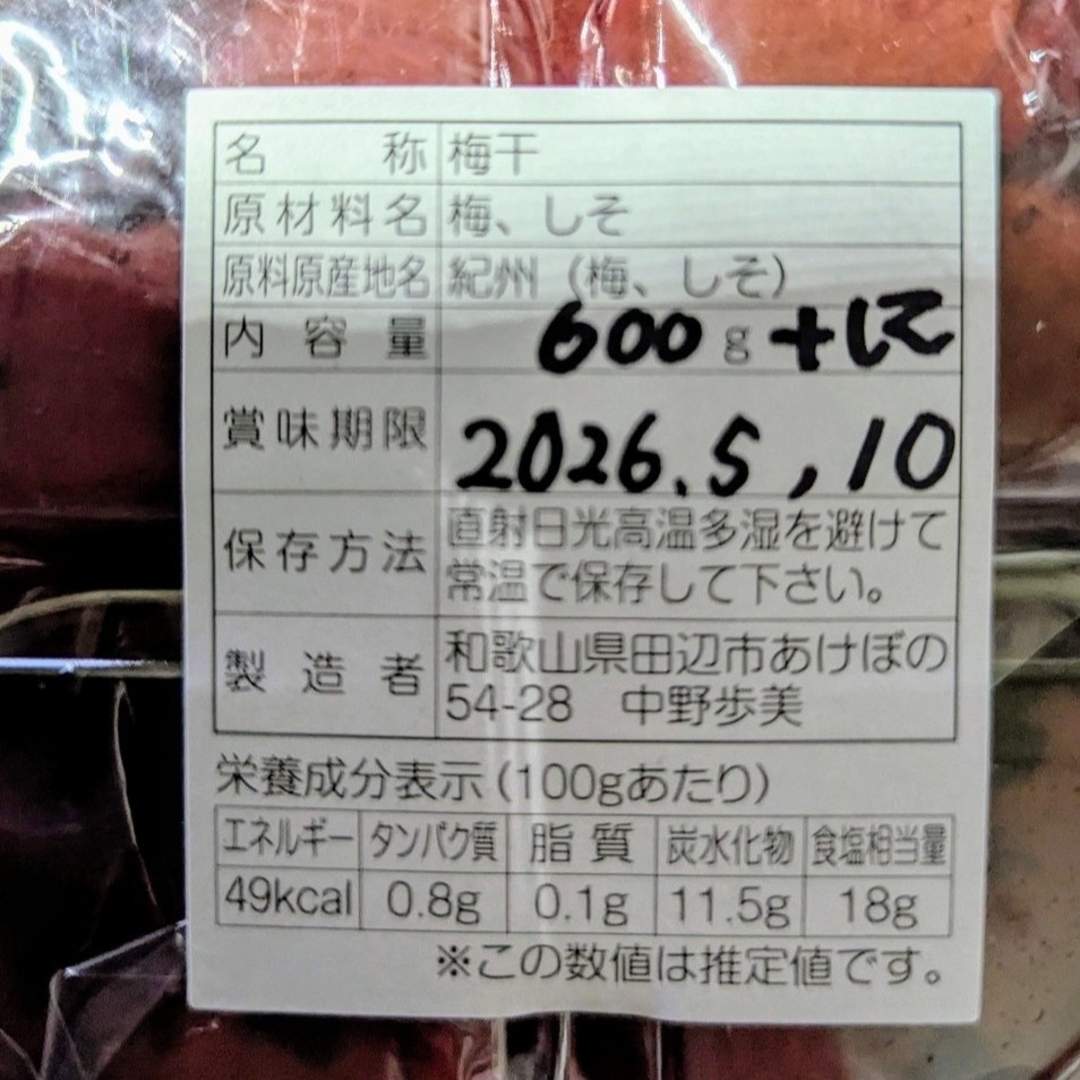 名称 梅干
原材料名 梅、しそ
原料原産地名 紀州（梅、しそ）
内容量 600g
賞味期限 2026.5,10
保存方法 直射日光高温多湿を避けて
常温で保存して下さい。
製造者 和歌山県田辺市あけぼの
54-28 中野歩美
栄養成分表示(100gあたり)
エネルギー タンパク質 脂質 炭水化物 食塩相当量
49kcal 0.8g 0.1g 11.5g 18g
※この数値は推定値です。